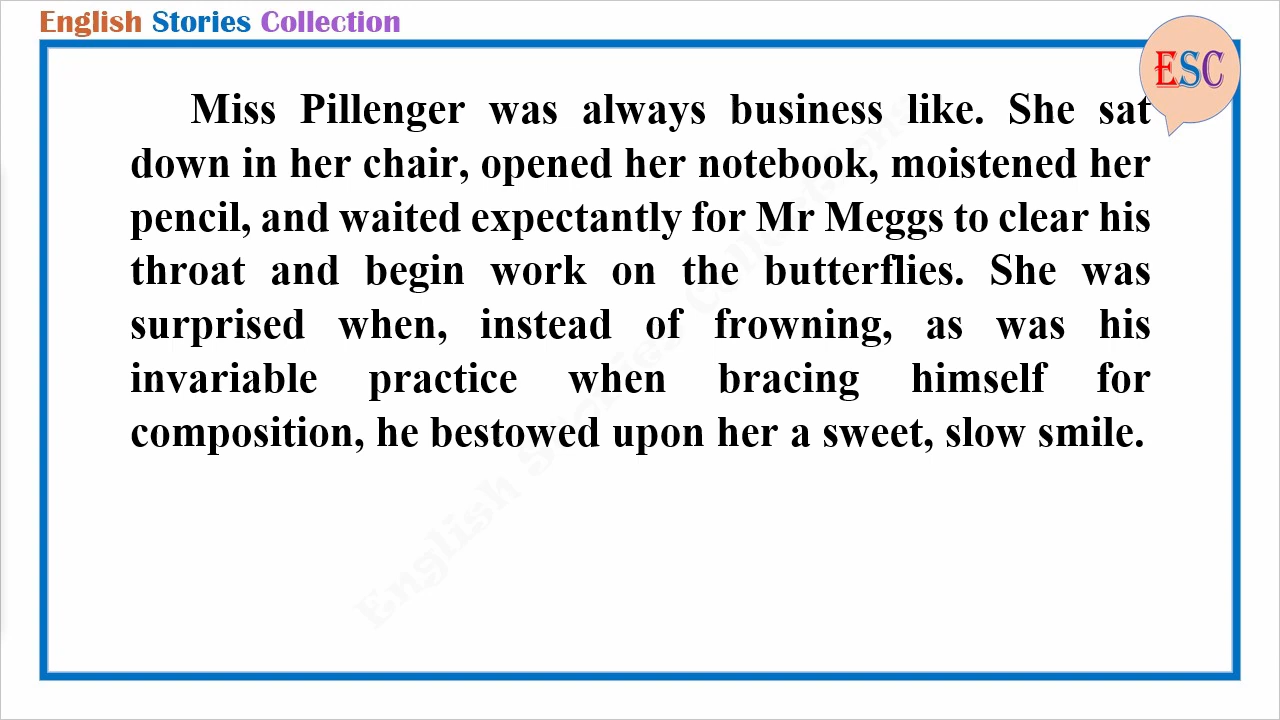 English Stories Collection
ESC
Miss Pillenger was always business like. She sat
down in her chair, opened her notebook, moistened her
pencil, and waited expectantly for Mr Meggs to clear his
throat and begin work on the butterflies. She was
surprised when, instead of frowning, as was his
invariable practice when bracing himself for
composition, he bestowed upon her a sweet, slow smile.
English Stories Collections